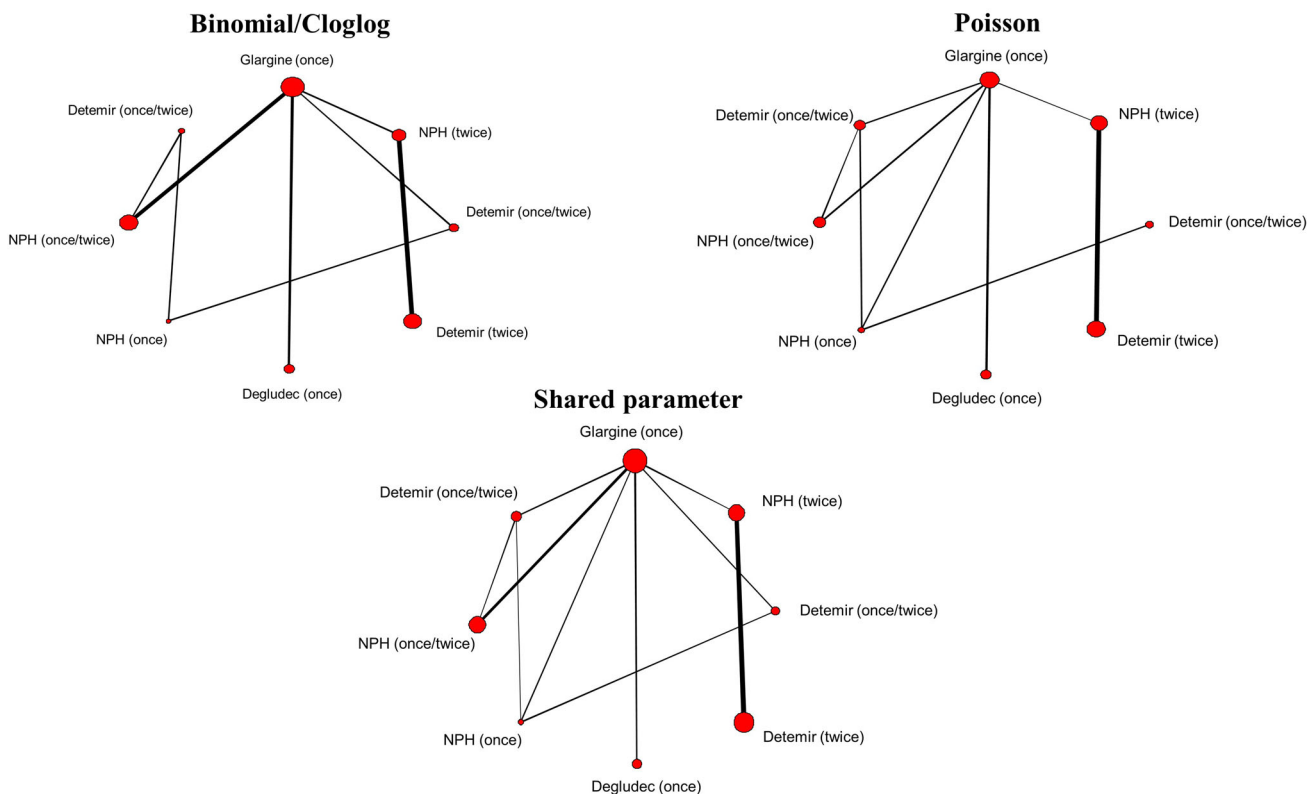 Binomial/Cloglog
Glargine (once)
Detemir (once/twice)
NPH (twice)
Detemir (once/twice)
NPH (once/twice)
NPH (once)
Detemir (twice)
Degludec (once)
Poisson
Glargine (once)
Detemir (once/twice)
NPH (twice)
Detemir (once/twice)
NPH (once/twice)
NPH (once)
Detemir (twice)
Degludec (once)
Shared parameter
Glargine (once)
Detemir (once/twice)
NPH (twice)
Detemir (once/twice)
NPH (once/twice)
NPH (once)
Detemir (twice)
Degludec (once)